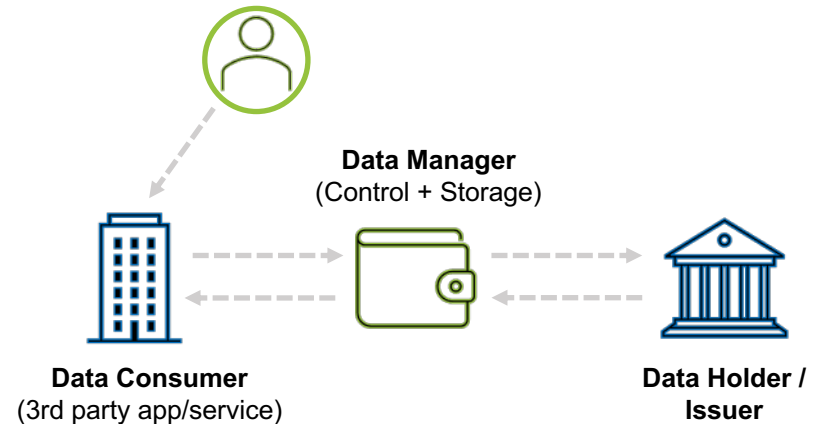 Data Manager
(Control + Storage)
Data Consumer
(3rd party app/service)
Data Holder /
Issuer